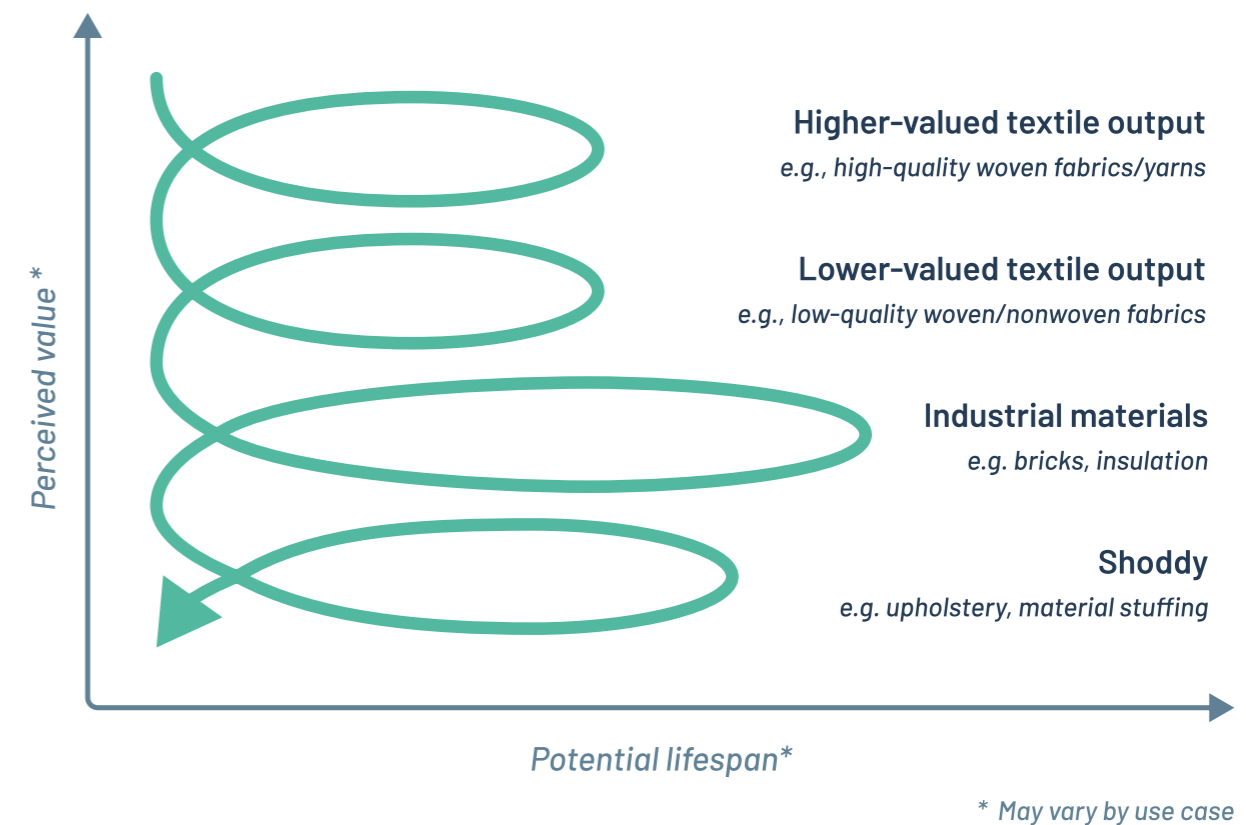 Higher-valued textile output
e.g., high-quality woven fabrics/yarns
Lower-valued textile output
e.g., low-quality woven/nonwoven fabrics
Perceived value*
Industrial materials
e.g. bricks, insulation
Shoddy
e.g. upholstery, material stuffing
Potential lifespan*
* May vary by use case